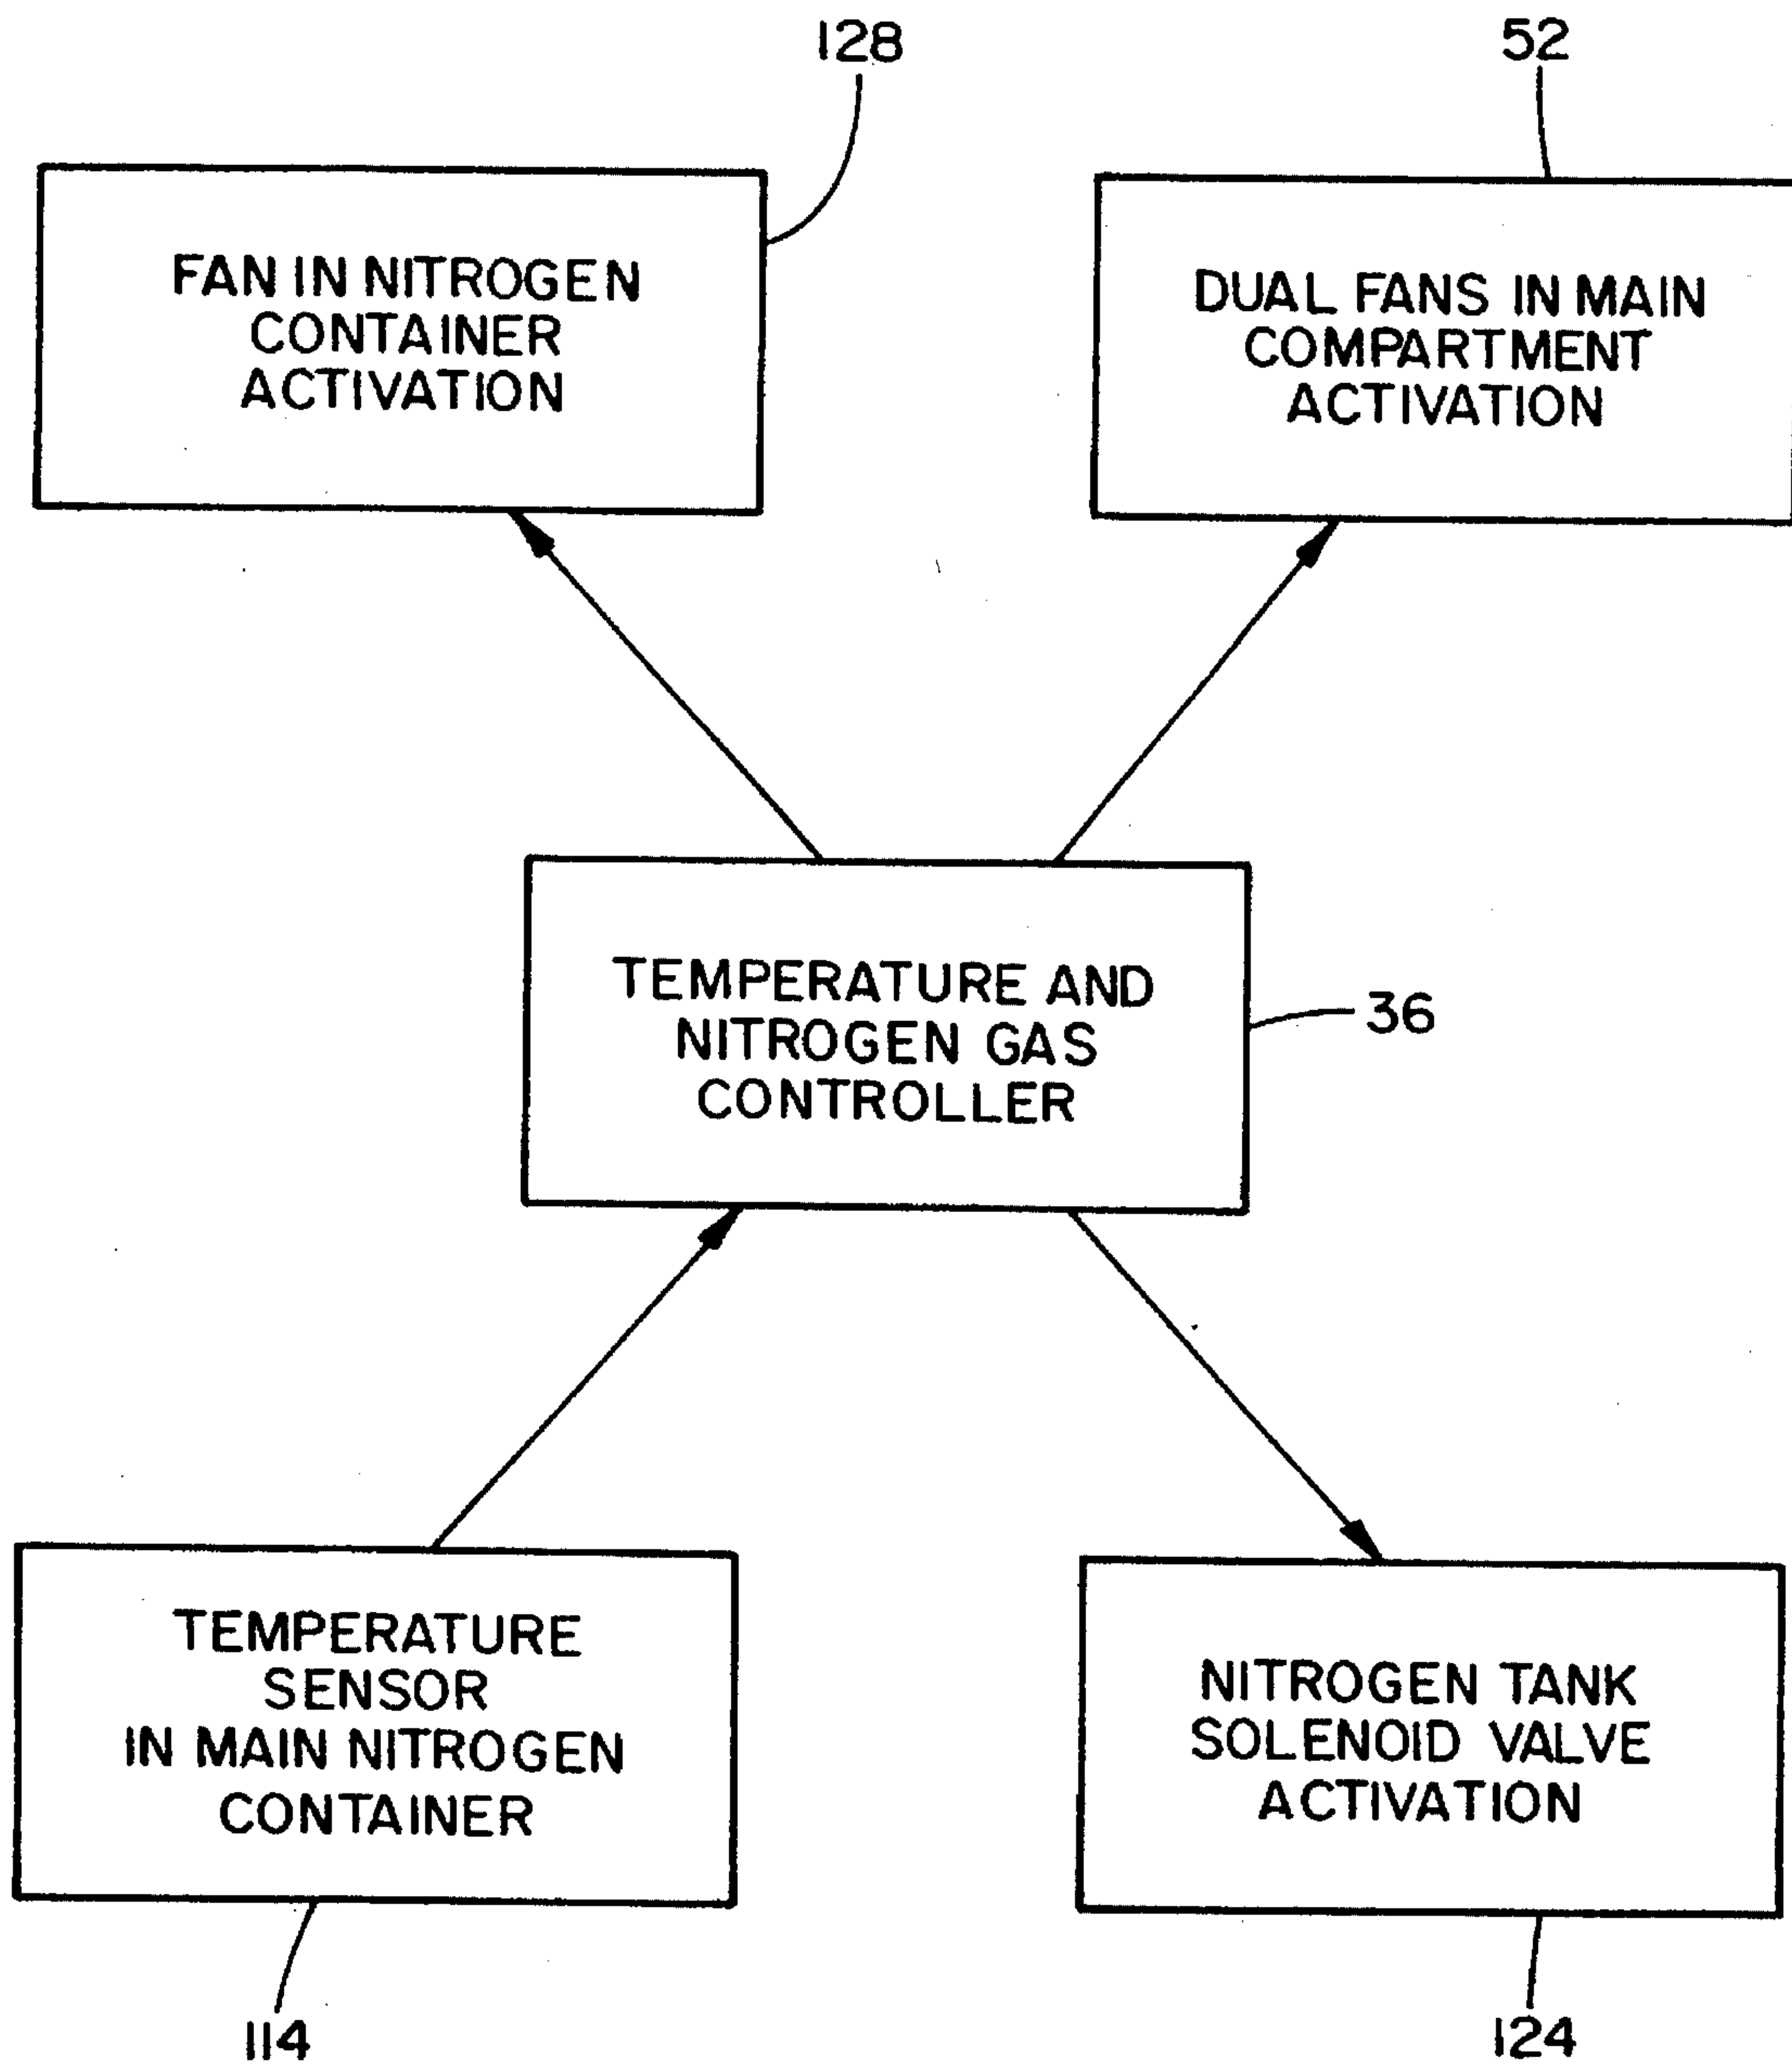 128
52
FAN IN NITROGEN
CONTAINER
ACTIVATION
DUAL FANS IN MAIN
COMPARTMENT
ACTIVATION
TEMPERATURE AND
NITROGEN GAS
CONTROLLER
36
TEMPERATURE
SENSOR
IN MAIN NITROGEN
CONTAINER
NITROGEN TANK
SOLENOID VALVE
ACTIVATION
114
124